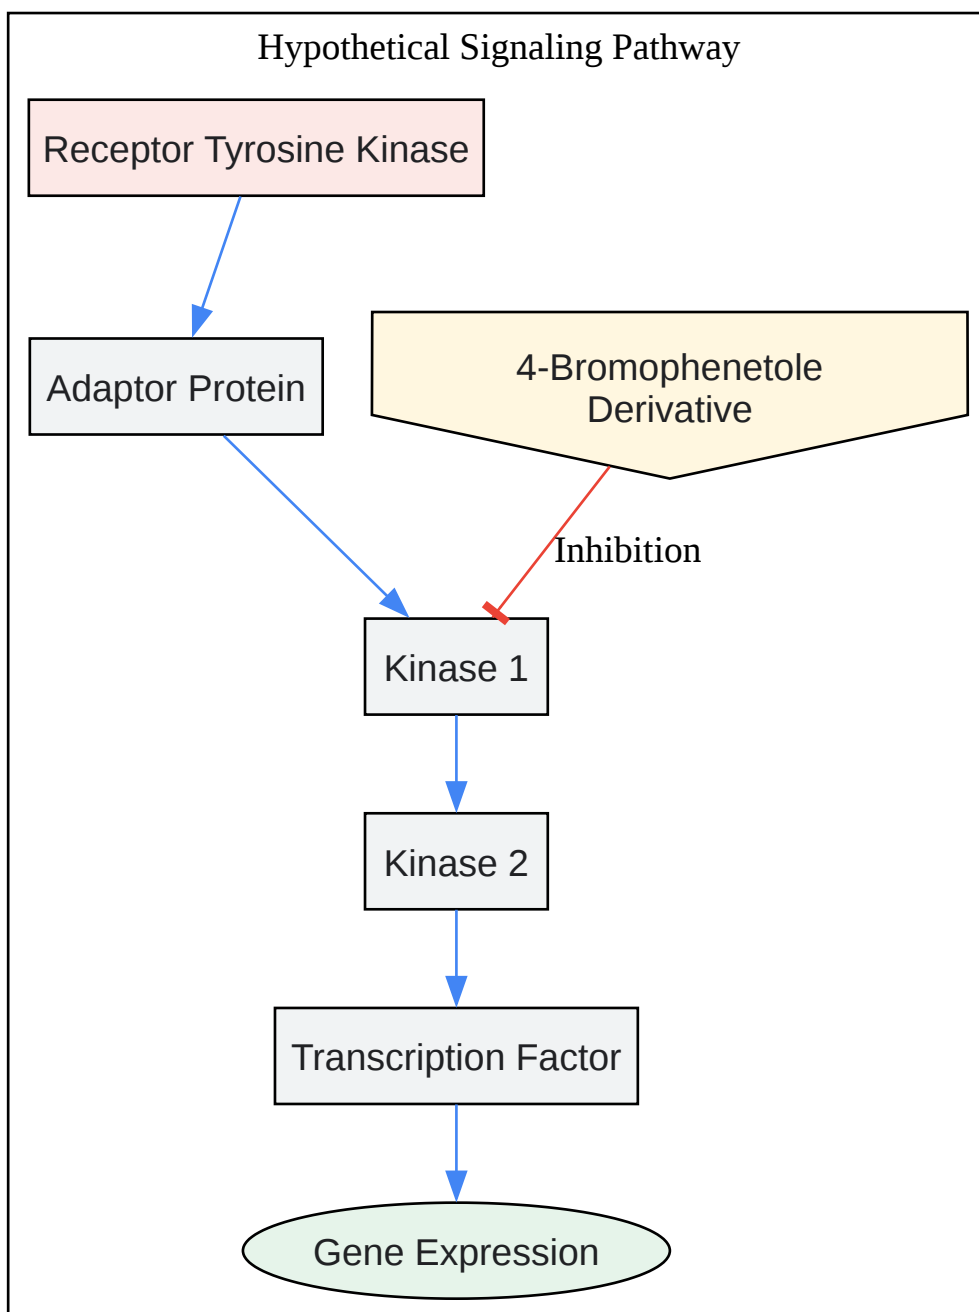 Hypothetical Signaling Pathway
Receptor Tyrosine Kinase
Adaptor Protein
4-Bromophenetole
Derivative
Inhibition
Kinase 1
Kinase 2
Transcription Factor
Gene Expression